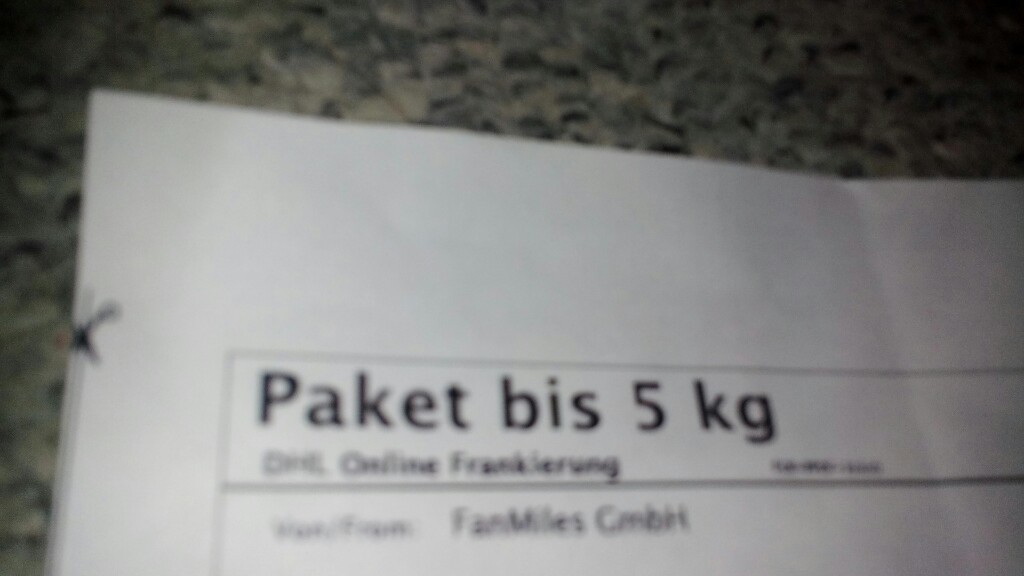 Paket bis 5 kg
DHL Online Frankierung
Von/From: FanMiles GmbH